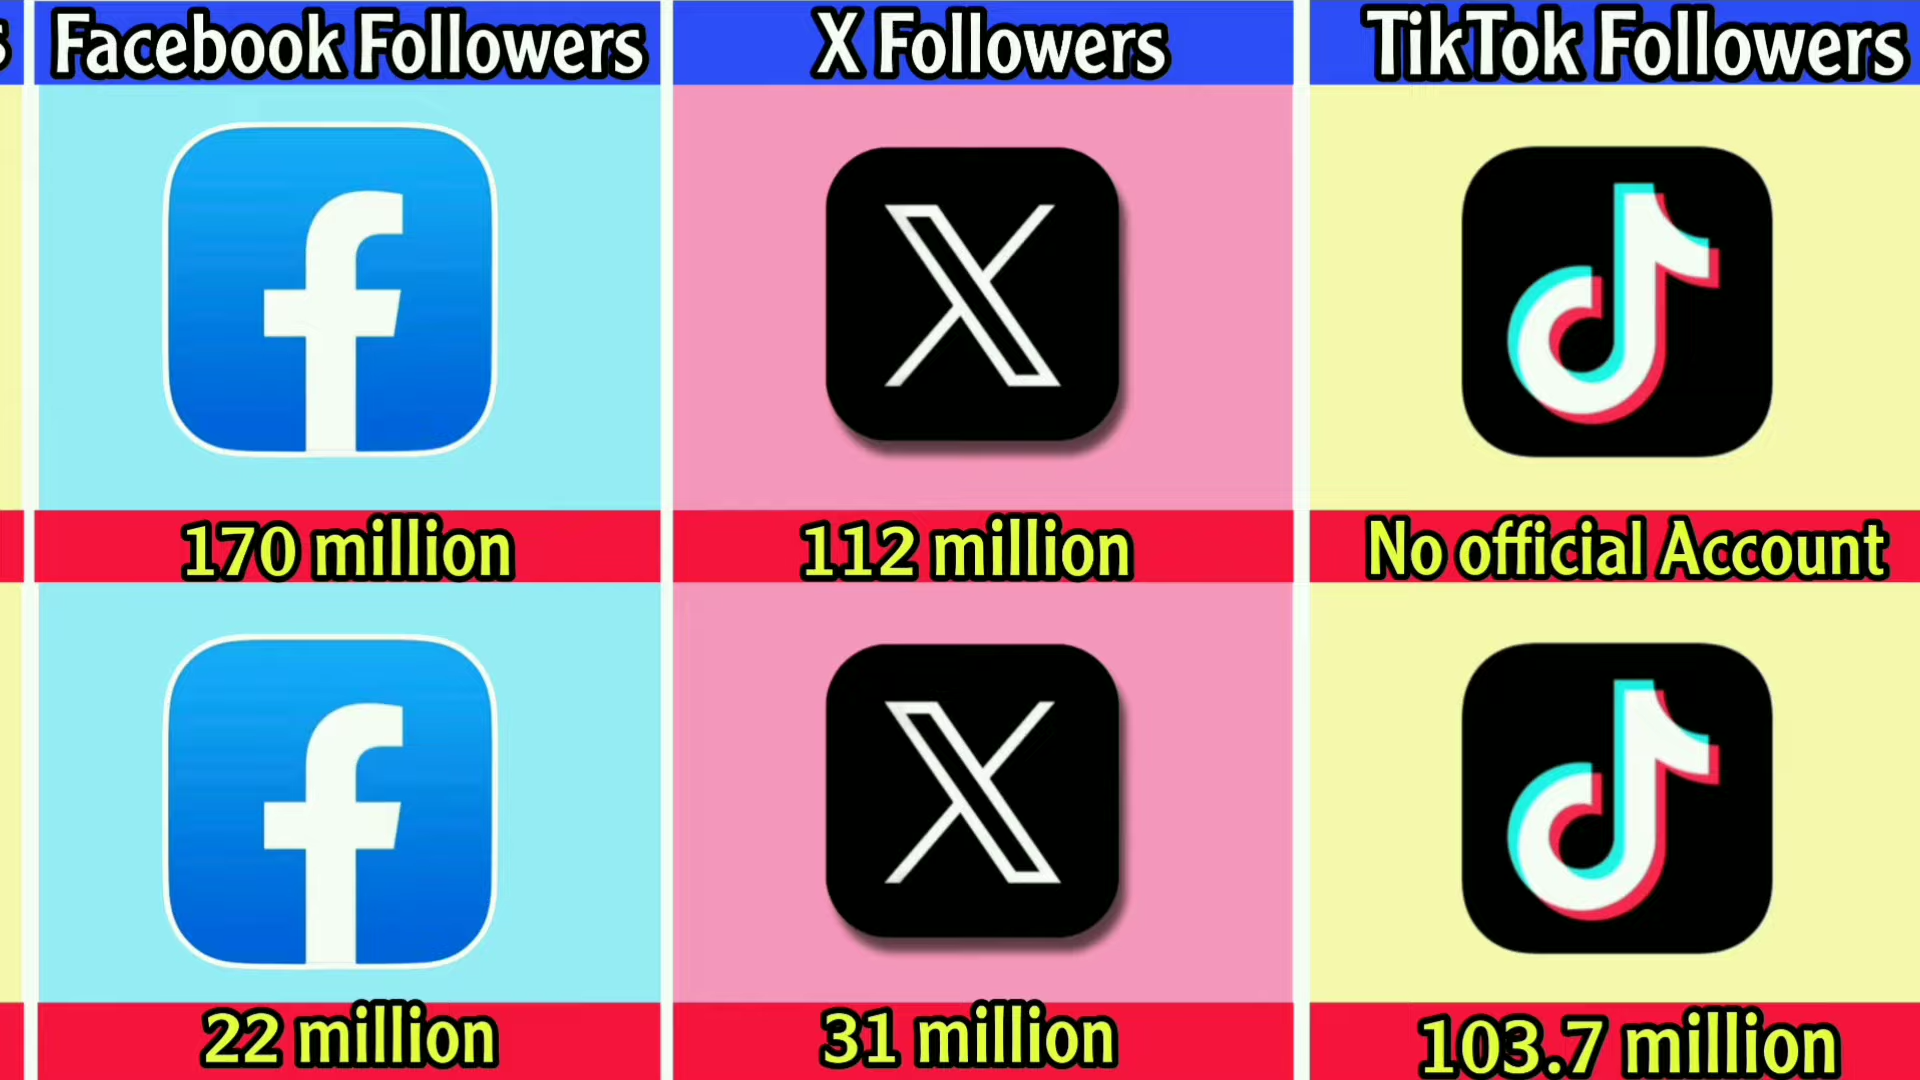 Facebook Followers
X Followers
TikTok Followers
170 million
112 million
No official Account
22 million
31 million
103.7 million